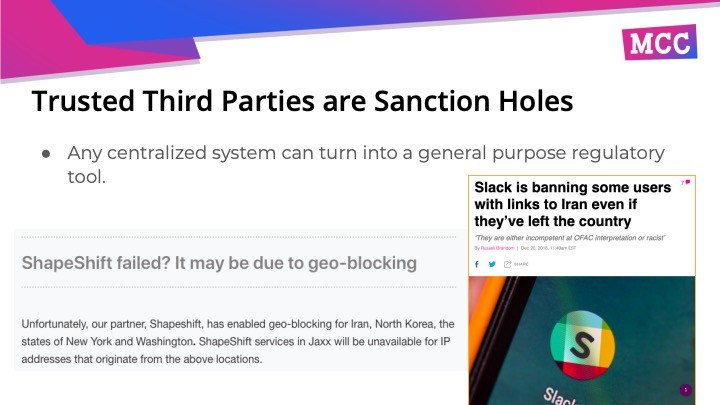 MCC
Trusted Third Parties are Sanction Holes
● Any centralized system can turn into a general purpose regulatory
tool.
ShapeShift failed? It may be due to geo-blocking
Unfortunately, our partner, Shapeshift, has enabled geo-blocking for Iran, North Korea, the
states of New York and Washington. ShapeShift services in Jaxx will be unavailable for IP
addresses that originate from the above locations.
Slack is banning some users
with links to Iran even if
they've left the country
'They are either incompetent at OFAC interpretation or racist'
By Russell Brandom | Dec 20, 2018, 11:49am EST
SHARE
S
Slack
1